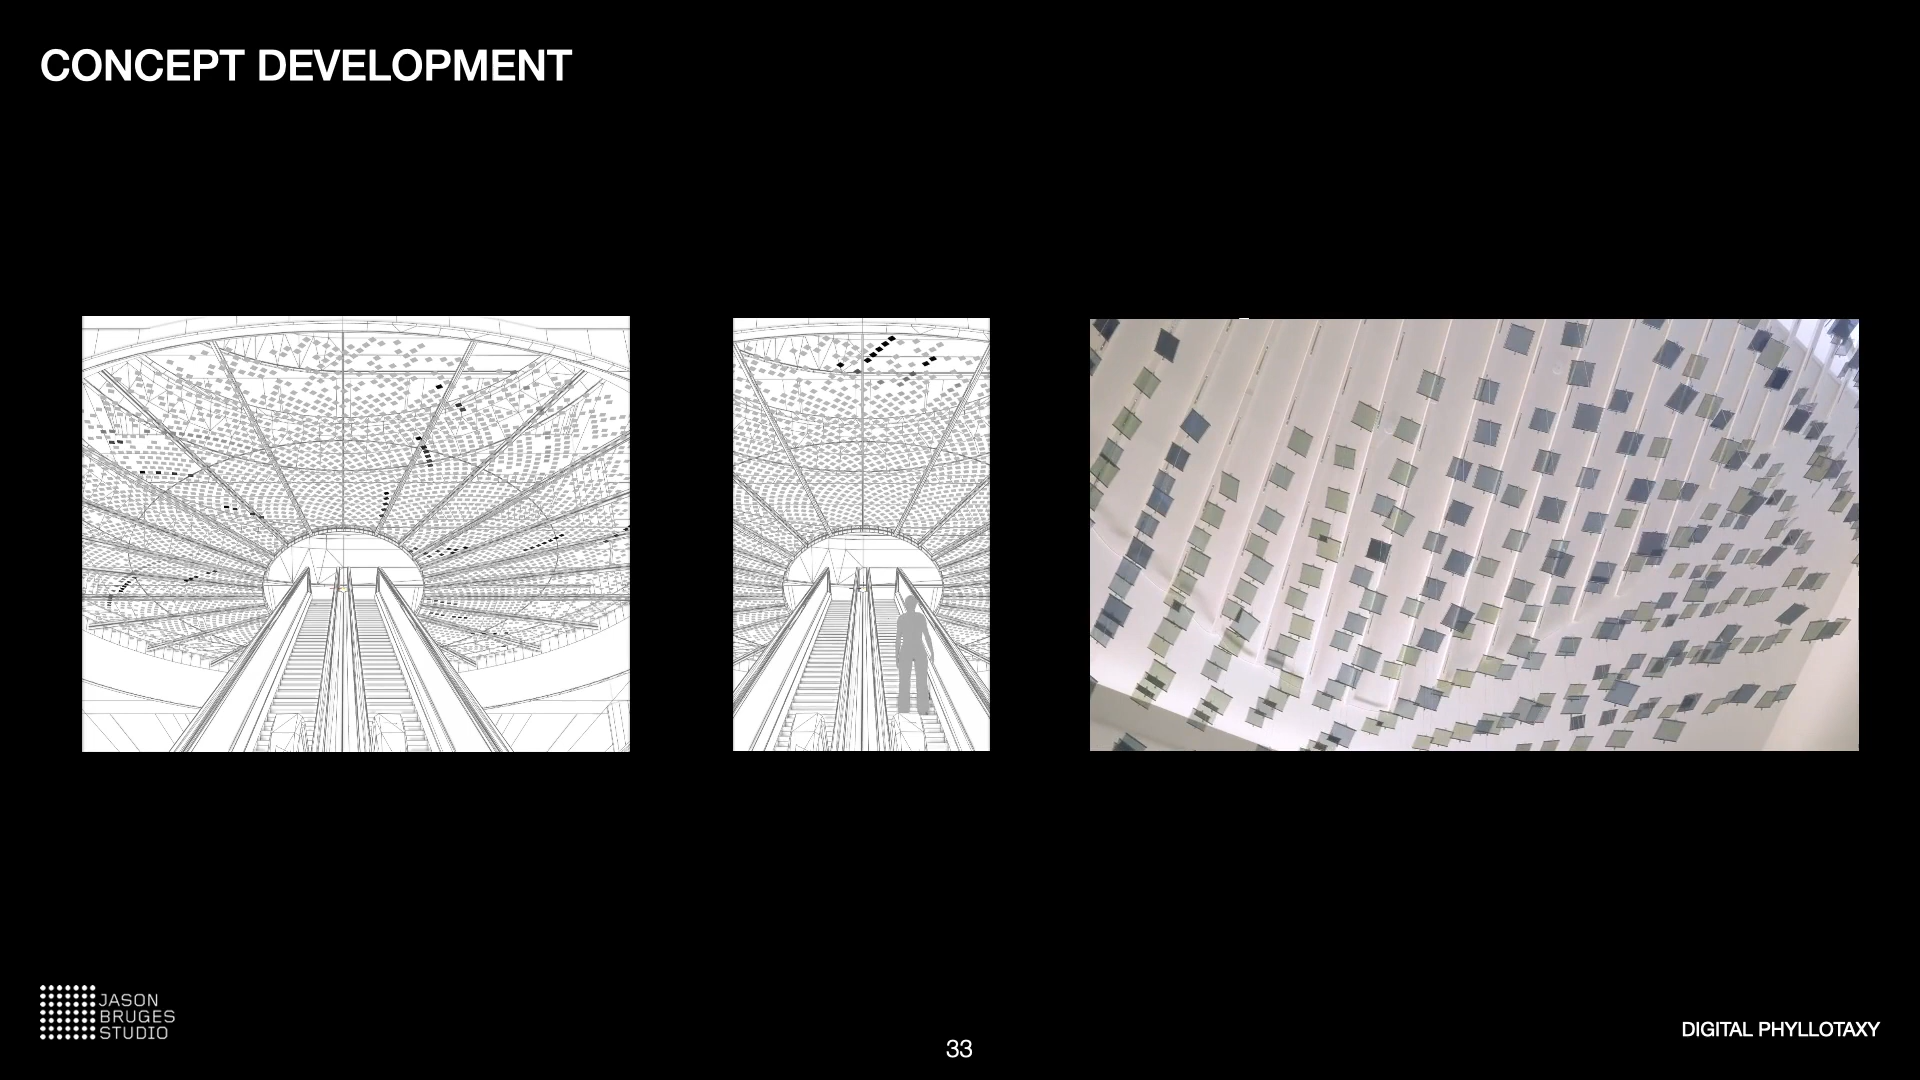 CONCEPT DEVELOPMENT
JASON
BRUGES
STUDIO
33
DIGITAL PHYLLOTAXY